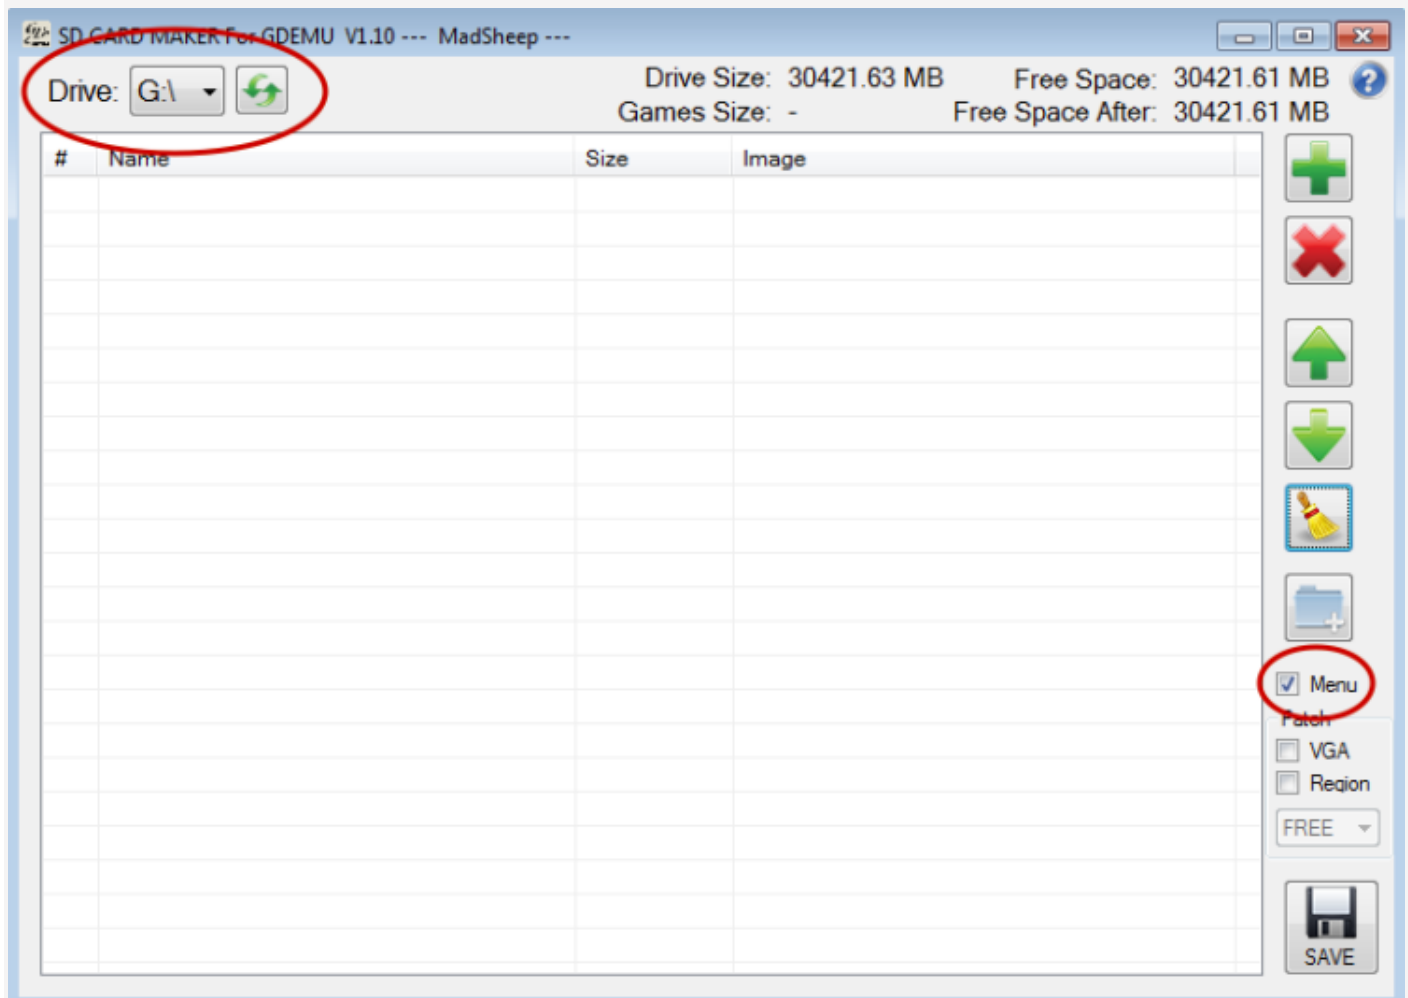 SD CARD MAKER For GDEMU V1.10 --- MadSheep ---
Drive: G:\ Drive Size: 30421.63 MB Free Space: 30421.61 MB
Games Size: - Free Space After: 30421.61 MB
# Name Size Image
Menu
Patch
VGA
Region
FREE
SAVE